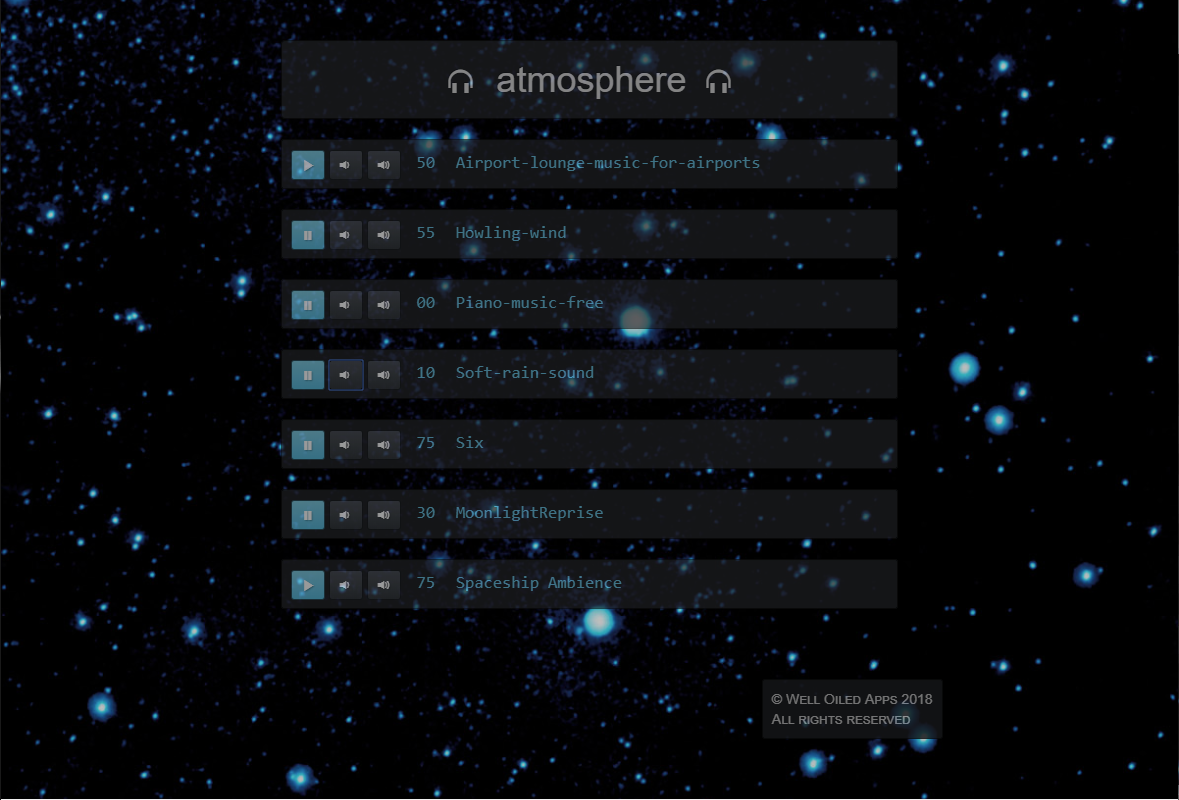 atmosphere
50 Airport-lounge-music-for-airports
55 Howling-wind
00 Piano-music-free
10 Soft-rain-sound
75 Six
30 MoonlightReprise
75 Spaceship Ambience
© Well Oiled Apps 2018
All rights reserved